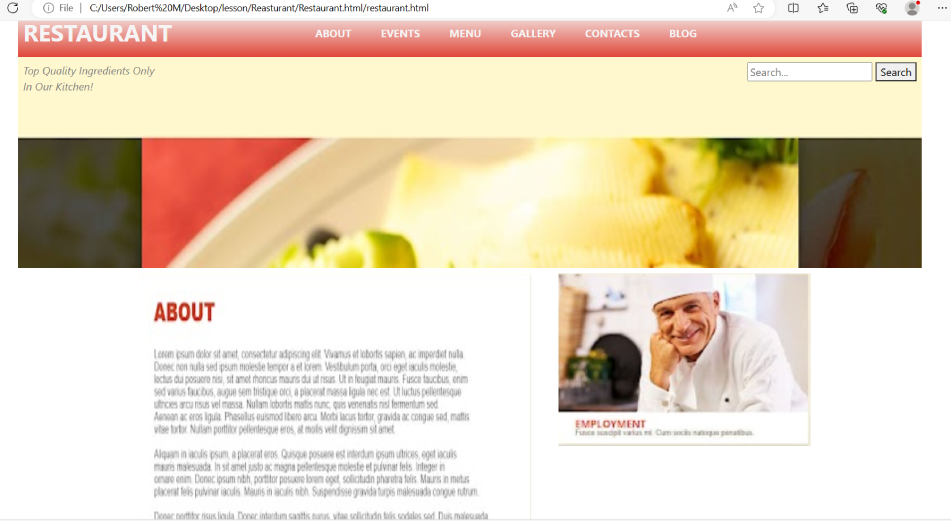 File
C:/Users/Robert%20M/Desktop/lesson/Reasturant/Restaurant.html/restaurant.html
RESTAURANT
ABOUT EVENTS MENU GALLERY CONTACTS BLOG
Top Quality Ingredients Only
In Our Kitchen!
Search...
Search
ABOUT
Lorem ipsum dolor sit amet, consectetur adipiscing elit. Vivamus et lobortis sapien, ac imperdiet nulla.
Donec non nulla sed ipsum molestie tempor a et lorem. Vestibulum porta, orci eget iaculis molestie,
lectus dui posuere nisi, sit amet rhoncus mauris dui ut risus. Ut in feugiat mauris. Fusce faucibus, enim
sed varius faucibus, augue sem tristique orci, a placerat massa ligula nec est. Ut luctus pellentesque
ultricies arcu risus vel massa. Nullam lobortis mattis nunc, quis venenatis nisl fermentum sed.
Aenean ac eros ligula. Phasellus euismod libero arcu. Morbi lacus tortor, gravida ac congue sed, mattis
vitae tortor. Nullam porttitor pellentesque eros, at mollis velit dignissim sit amet.
Aliquam in iaculis ipsum, a placerat eros. Quisque posuere est interdum ipsum ultrices, eget iaculis
mauris malesuada. In sit amet justo ac magna pellentesque molestie et pulvinar felis. Integer in
ornare enim. Donec ipsum nibh, porttitor posuere lorem eget, sollicitudin pharetra felis. Mauris in metus
placerat felis pulvinar iaculis. Mauris in iaculis nibh. Suspendisse gravida turpis malesuada congue rutrum.
Donec porttitor risus ligula. Donec interdum sagittis purus, vitae sollicitudin felis sodales sed. Duis malesuada
EMPLOYMENT
Fusce suscipit varius mi. Cum sociis natoque penatibus.